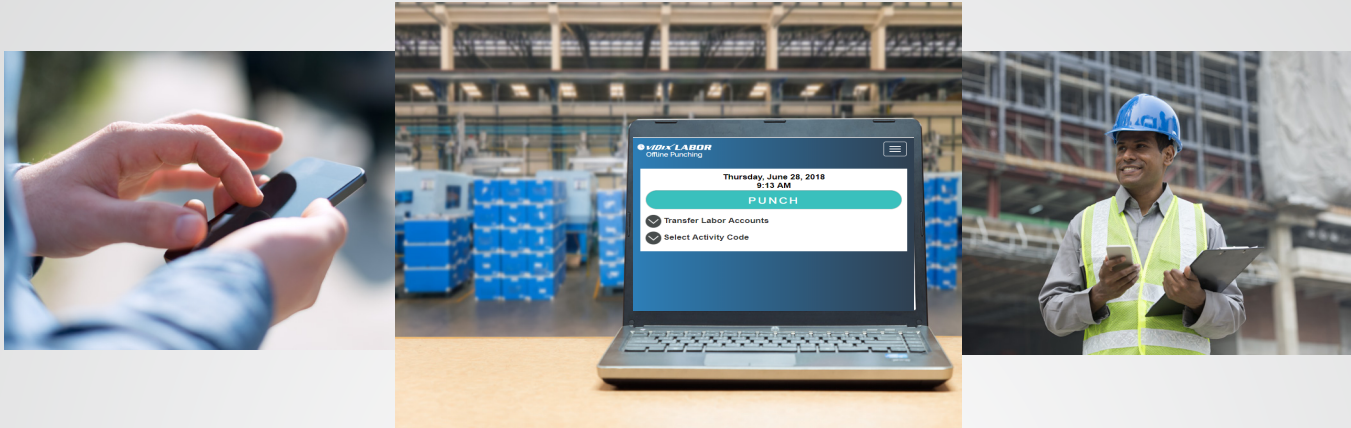 viDix LABOR
Offline Punching
Thursday, June 28, 2018
9:13 AM
PUNCH
Transfer Labor Accounts
Select Activity Code